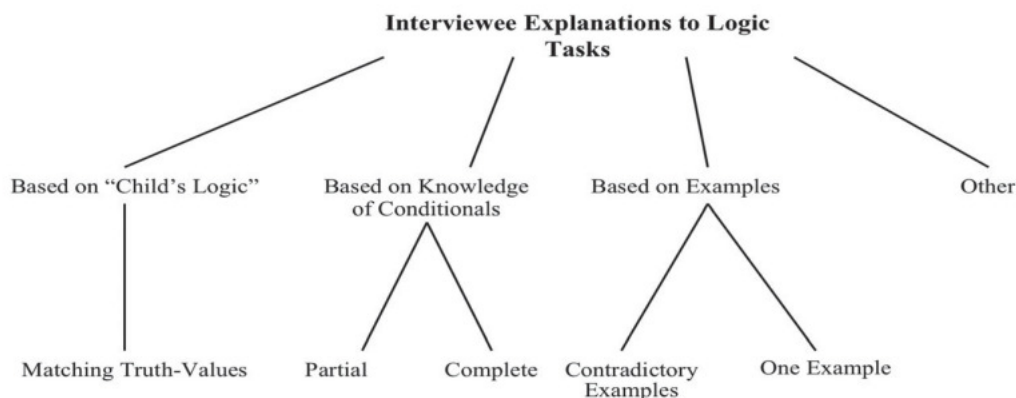 Interviewee Explanations to Logic
Tasks
Based on “Child’s Logic”
Based on Knowledge
of Conditionals
Based on Examples
Other
Matching Truth-Values
Partial
Complete
Contradictory
Examples
One Example